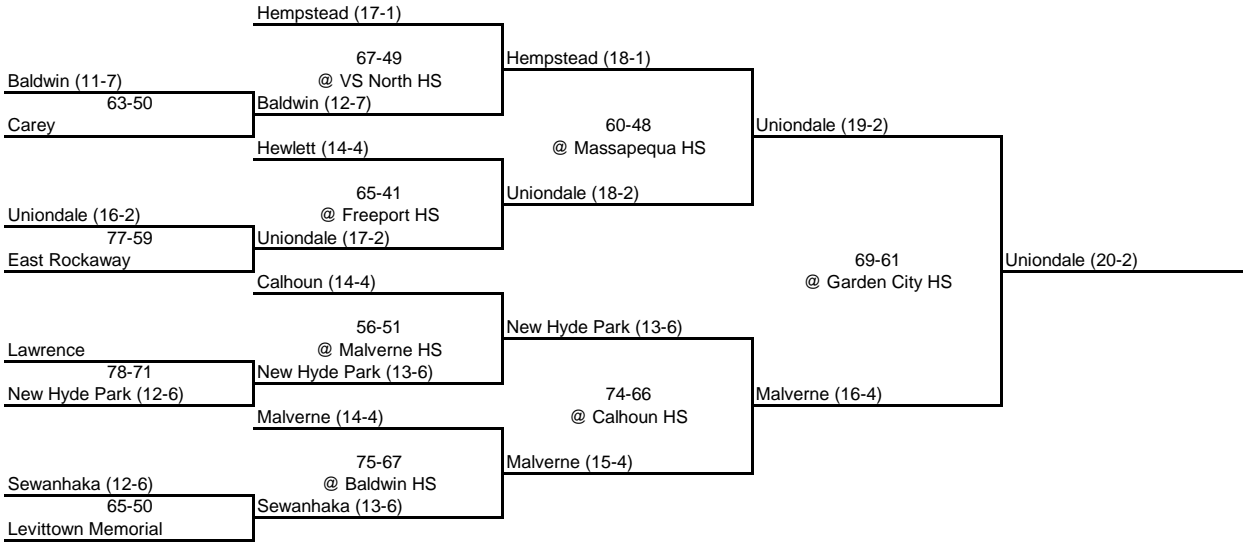 Hempstead (17-1)
67-49
@ VS North HS
Hempstead (18-1)
Baldwin (11-7)
63-50
Baldwin (12-7)
Carey
60-48
@ Massapequa HS
Uniondale (19-2)
Hewlett (14-4)
65-41
@ Freeport HS
Uniondale (18-2)
Uniondale (16-2)
77-59
Uniondale (17-2)
East Rockaway
69-61
@ Garden City HS
Uniondale (20-2)
Calhoun (14-4)
56-51
@ Malverne HS
New Hyde Park (13-6)
Lawrence
78-71
New Hyde Park (13-6)
New Hyde Park (12-6)
74-66
@ Calhoun HS
Malverne (16-4)
Malverne (14-4)
75-67
@ Baldwin HS
Malverne (15-4)
Sewanhaka (12-6)
65-50
Sewanhaka (13-6)
Levittown Memorial